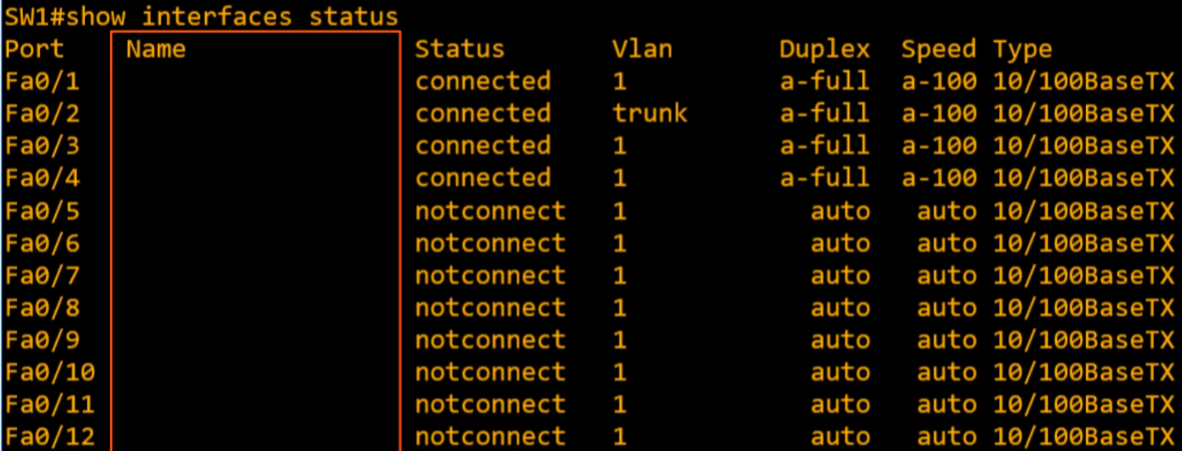 SW1#show interfaces status
Port Name Status Vlan Duplex Speed Type
Fa0/1 connected 1 a-full a-100 10/100BaseTX
Fa0/2 connected trunk a-full a-100 10/100BaseTX
Fa0/3 connected 1 a-full a-100 10/100BaseTX
Fa0/4 connected 1 a-full a-100 10/100BaseTX
Fa0/5 notconnect 1 auto auto 10/100BaseTX
Fa0/6 notconnect 1 auto auto 10/100BaseTX
Fa0/7 notconnect 1 auto auto 10/100BaseTX
Fa0/8 notconnect 1 auto auto 10/100BaseTX
Fa0/9 notconnect 1 auto auto 10/100BaseTX
Fa0/10 notconnect 1 auto auto 10/100BaseTX
Fa0/11 notconnect 1 auto auto 10/100BaseTX
Fa0/12 notconnect 1 auto auto 10/100BaseTX